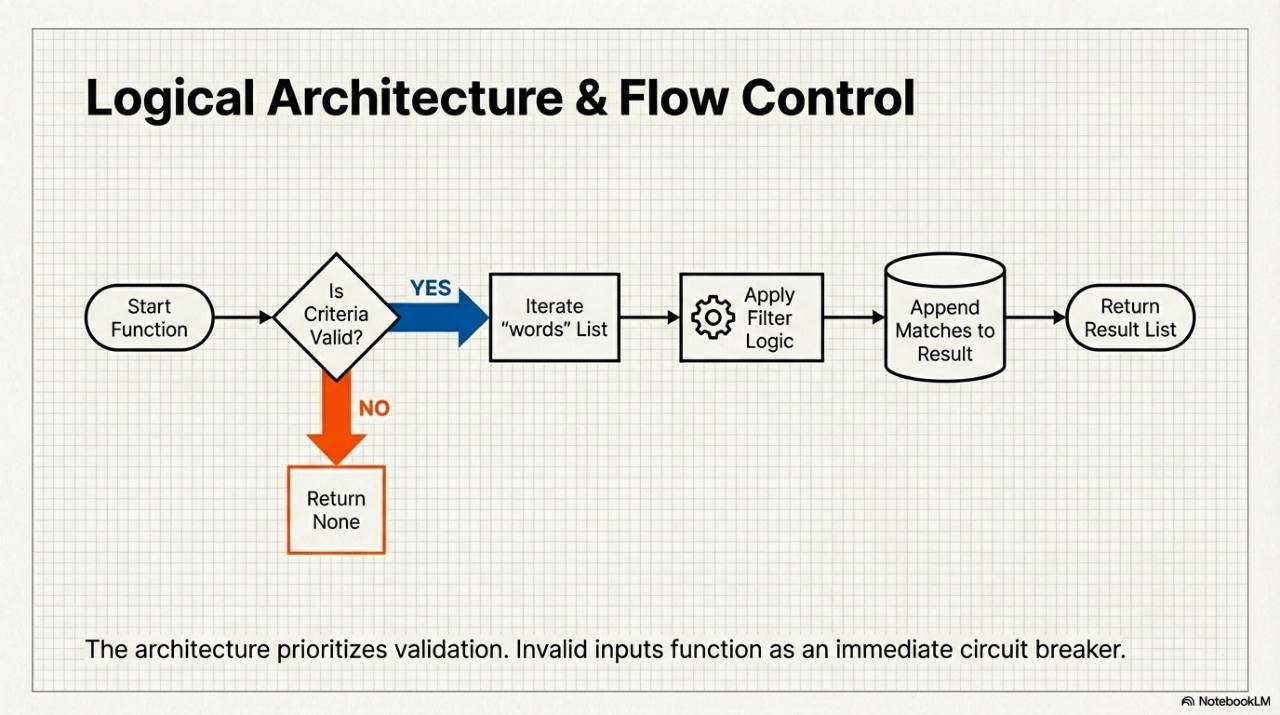 Logical Architecture & Flow Control
Start
Function
Is
Criteria
Valid?
YES
Iterate
“words” List
Apply
Filter
Logic
Append
Matches to
Result
Return
Result List
NO
Return
None
The architecture prioritizes validation. Invalid inputs function as an immediate circuit breaker.
NotebookLM